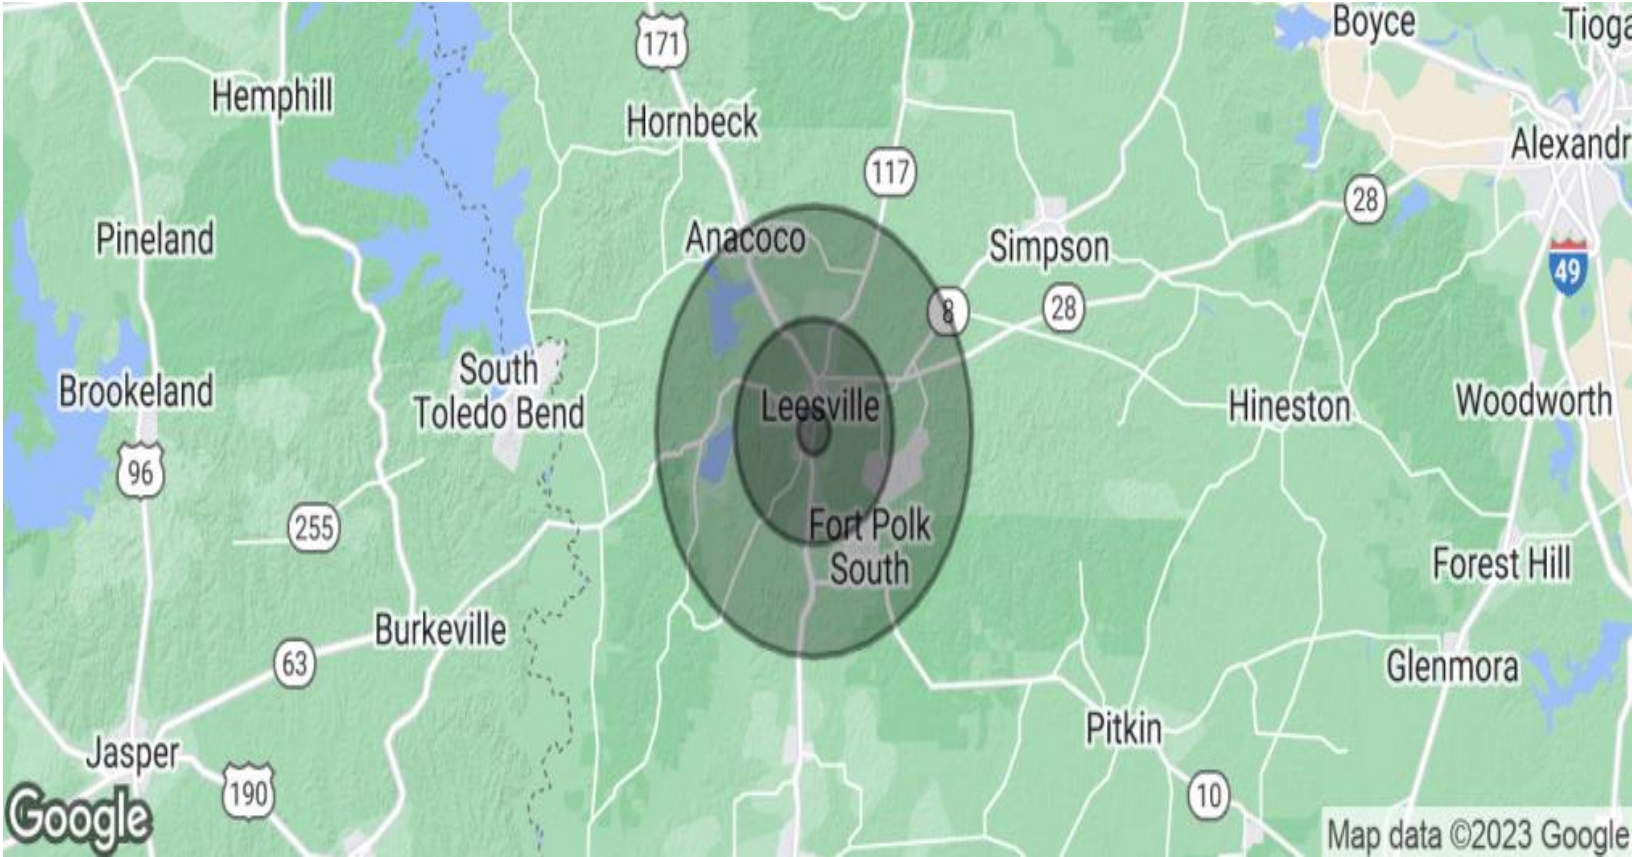 Boyce
Tioga
171
Hemphill
Hornbeck
Alexandr
117
28
Pineland
Anacoco
Simpson
49
8
28
South
Toledo Bend
Brookeland
Leesville
Hineston
Woodworth
96
255
Fort Polk
South
Forest Hill
Burkeville
63
Glenmora
Jasper
Pitkin
190
10
Google
Map data ©2023 Google